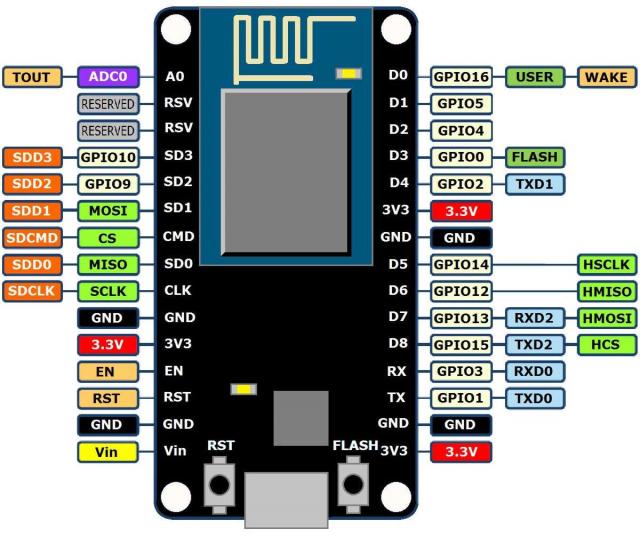 TOUT ADC0 A0 D0 GPIO16 USER WAKE
RESERVED RSV D1 GPIO5
RESERVED RSV D2 GPIO4
SDD3 GPIO10 SD3 D3 GPIO0 FLASH
SDD2 GPIO9 SD2 D4 GPIO2 TXD1
SDD1 MOSI SD1 3V3 3.3V
SDCMD CS CMD GND GND
SDD0 MISO SD0 D5 GPIO14 HSCLK
SDCLK SCLK CLK D6 GPIO12 HMISO
GND GND D7 GPIO13 RXD2 HMOSI
3.3V 3V3 D8 GPIO15 TXD2 HCS
EN EN RX GPIO3 RXD0
RST RST TX GPIO1 TXD0
GND GND GND GND
Vin Vin RST FLASH 3V3 3.3V